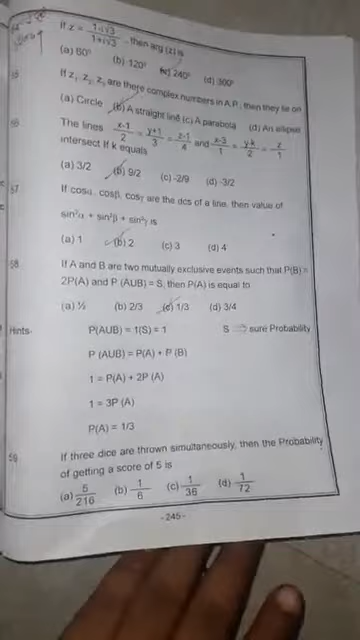 If z = (1-i√3)/(1+i√3), then arg (z) is
(a) 60° (b) 120° (c) 240° (d) 300°
If z₁, z₂, z₃ are there complex numbers in A.P., then they lie on
(a) Circle (b) A straight line (c) A parabola (d) An ellipse
56 The lines (x-1)/2 = (y+1)/3 = (z-1)/4 and (x-3)/1 = (y-k)/2 = z/1
intersect If k equals
(a) 3/2 (b) 9/2 (c) -2/9 (d) -3/2
57 If cosα, cosβ, cosγ are the dcs of a line, then value of
sin²α + sin²β + sin²γ is
(a) 1 (b) 2 (c) 3 (d) 4
58 If A and B are two mutually exclusive events such that P(B) =
2P(A) and P (AUB) = S, then P(A) is equal to
(a) ½ (b) 2/3 (c) 1/3 (d) 3/4
Hints- P(AUB) = 1(S) = 1 S ⇒ sure Probability
P (AUB) = P(A) + P (B)
1 = P(A) + 2P (A)
1 = 3P (A)
P(A) = 1/3
59 If three dice are thrown simultaneously, then the Probability
of getting a score of 5 is
(a) 5/216 (b) 1/6 (c) 1/36 (d) 1/72
-245-